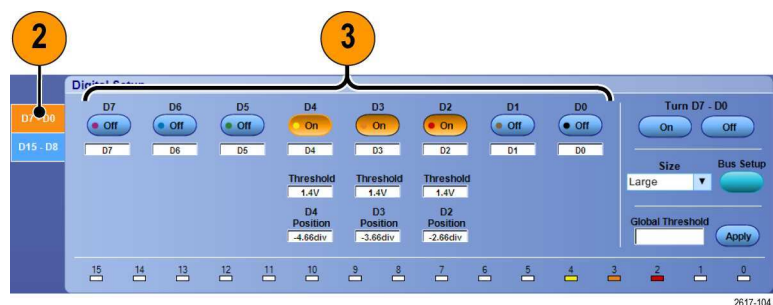 2 3
Digital Setup
D7 - D0
D15 - D8
D7 D6 D5 D4 D3 D2 D1 D0
Off Off Off On On On Off Off
D7 D6 D5 D4 D3 D2 D1 D0
Threshold Threshold Threshold
1.4V 1.4V 1.4V
D4 Position D3 Position D2 Position
-4.66div -3.66div -2.66div
Turn D7 - D0
On Off
Size Bus Setup
Large
Global Threshold
Apply
15 14 13 12 11 10 9 8 7 6 5 4 3 2 1 0
2617-104